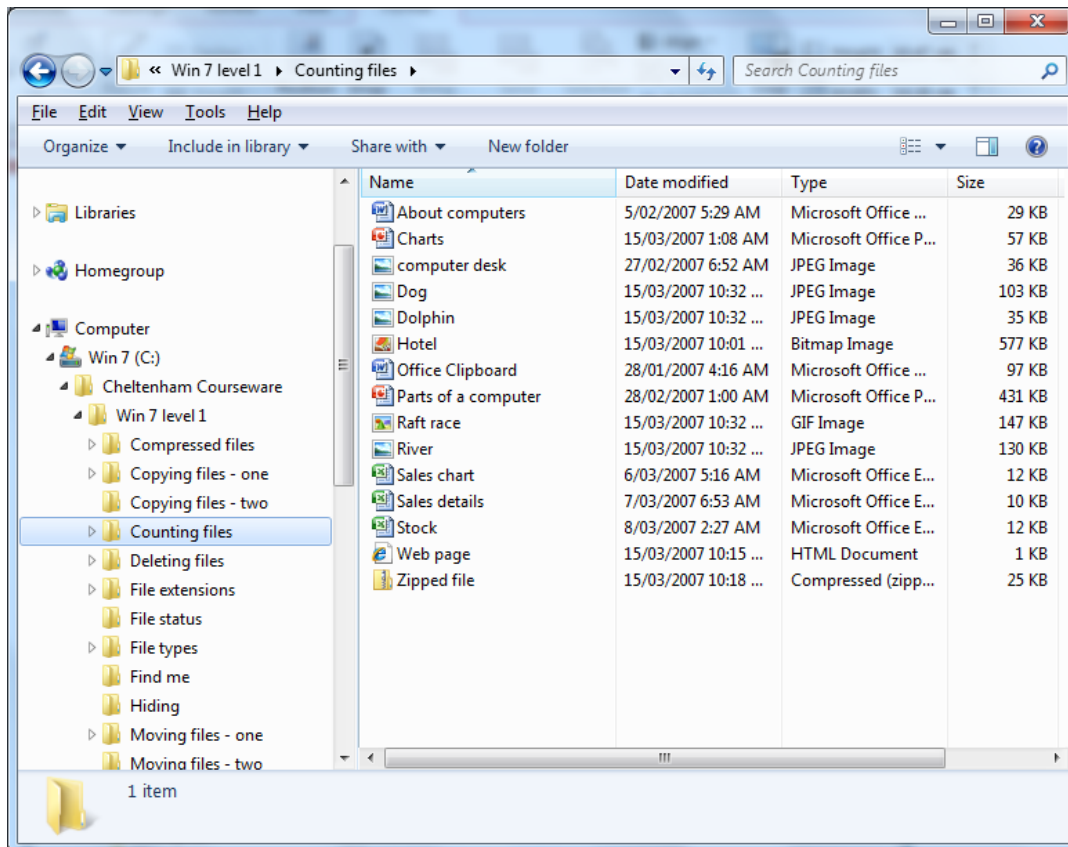 « Win 7 level 1 Counting files Search Counting files
File Edit View Tools Help
Organize Include in library Share with New folder
Libraries
Homegroup
Computer
Win 7 (C:)
Cheltenham Courseware
Win 7 level 1
Compressed files
Copying files - one
Copying files - two
Counting files
Deleting files
File extensions
File status
File types
Find me
Hiding
Moving files - one
Moving files - two
Name Date modified Type Size
About computers 5/02/2007 5:29 AM Microsoft Office ... 29 KB
Charts 15/03/2007 1:08 AM Microsoft Office P... 57 KB
computer desk 27/02/2007 6:52 AM JPEG Image 36 KB
Dog 15/03/2007 10:32 ... JPEG Image 103 KB
Dolphin 15/03/2007 10:32 ... JPEG Image 35 KB
Hotel 15/03/2007 10:01 ... Bitmap Image 577 KB
Office Clipboard 28/01/2007 4:16 AM Microsoft Office ... 97 KB
Parts of a computer 28/02/2007 1:00 AM Microsoft Office P... 431 KB
Raft race 15/03/2007 10:32 ... GIF Image 147 KB
River 15/03/2007 10:32 ... JPEG Image 130 KB
Sales chart 6/03/2007 5:16 AM Microsoft Office E... 12 KB
Sales details 7/03/2007 6:53 AM Microsoft Office E... 10 KB
Stock 8/03/2007 2:27 AM Microsoft Office E... 12 KB
Web page 15/03/2007 10:15 ... HTML Document 1 KB
Zipped file 15/03/2007 10:18 ... Compressed (zipp... 25 KB
1 item